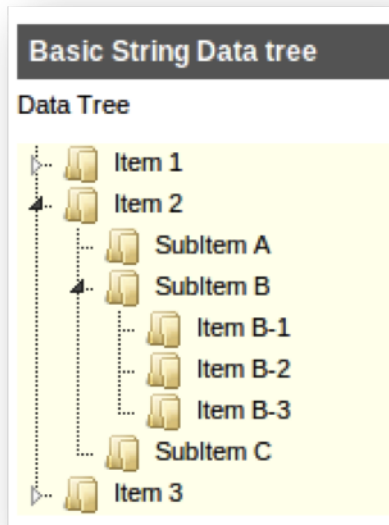 Basic String Data tree
Data Tree
Item 1
Item 2
SubItem A
SubItem B
Item B-1
Item B-2
Item B-3
SubItem C
Item 3